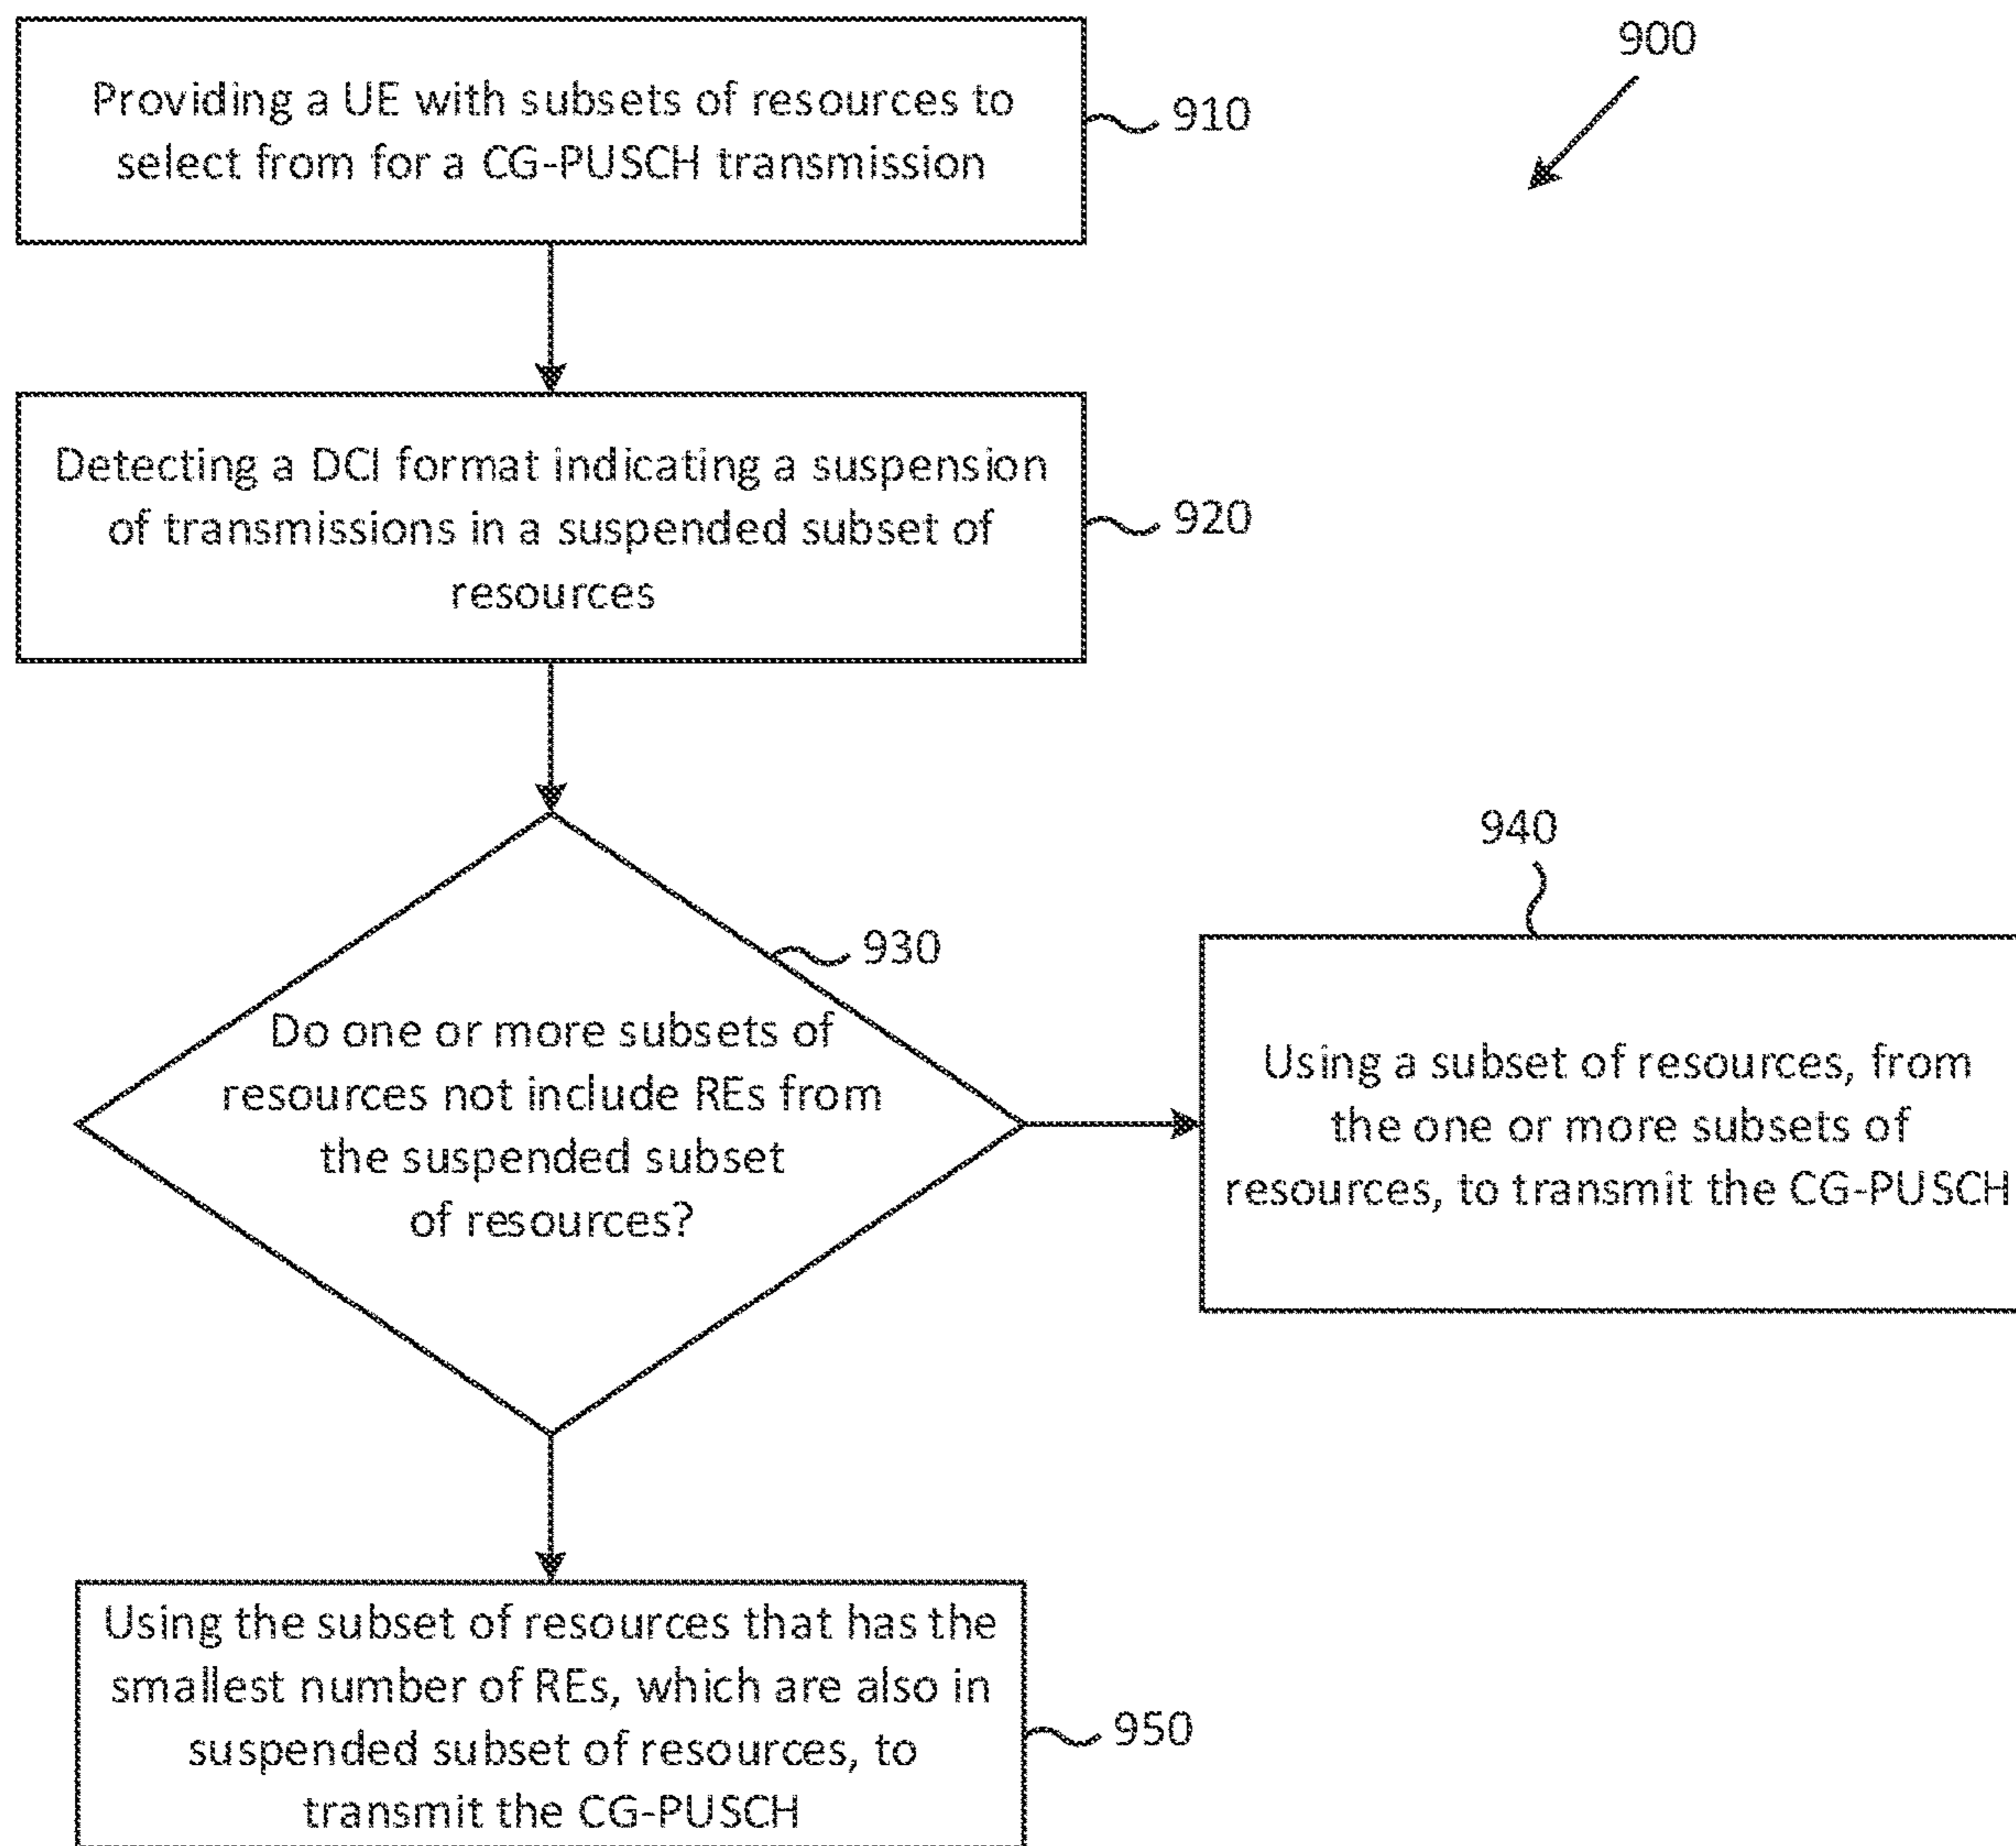 900
Providing a UE with subsets of resources to
select from for a CG-PUSCH transmission
910
Detecting a DCI format indicating a suspension
of transmissions in a suspended subset of
resources
920
930
Do one or more subsets of
resources not include REs from
the suspended subset
of resources?
940
Using a subset of resources, from
the one or more subsets of
resources, to transmit the CG-PUSCH
Using the subset of resources that has the
smallest number of REs, which are also in
suspended subset of resources, to
transmit the CG-PUSCH
950